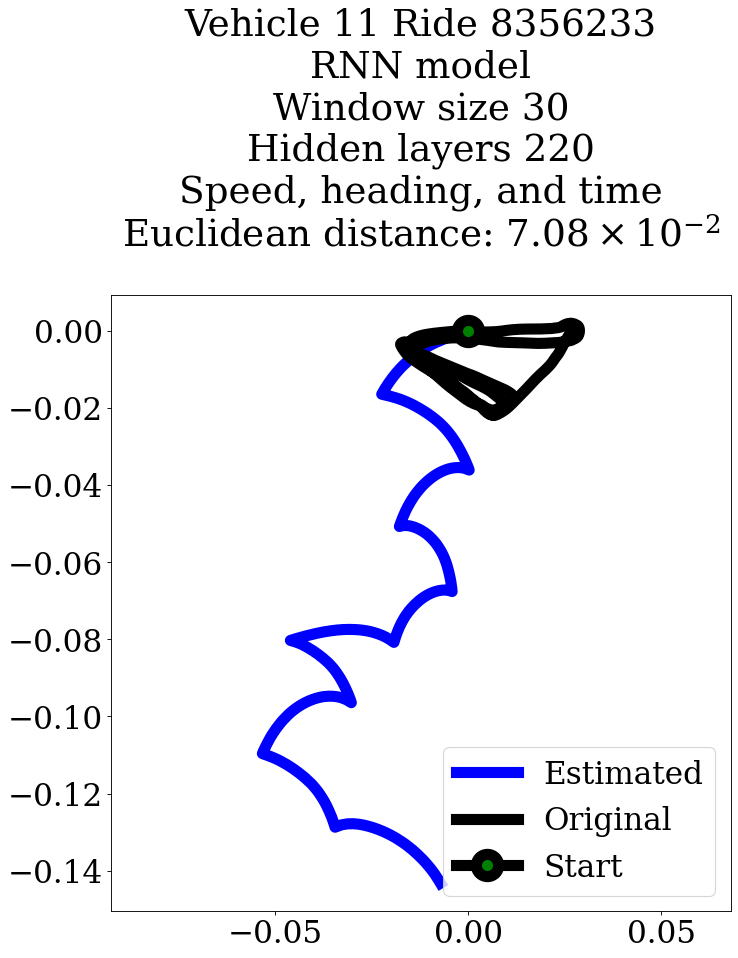 Vehicle 11 Ride 8356233
RNN model
Window size 30
Hidden layers 220
Speed, heading, and time
Euclidean distance: 7.08 × 10⁻²
0.00
−0.02
−0.04
−0.06
−0.08
−0.10
−0.12
−0.14
Estimated
Original
Start
−0.05
0.00
0.05